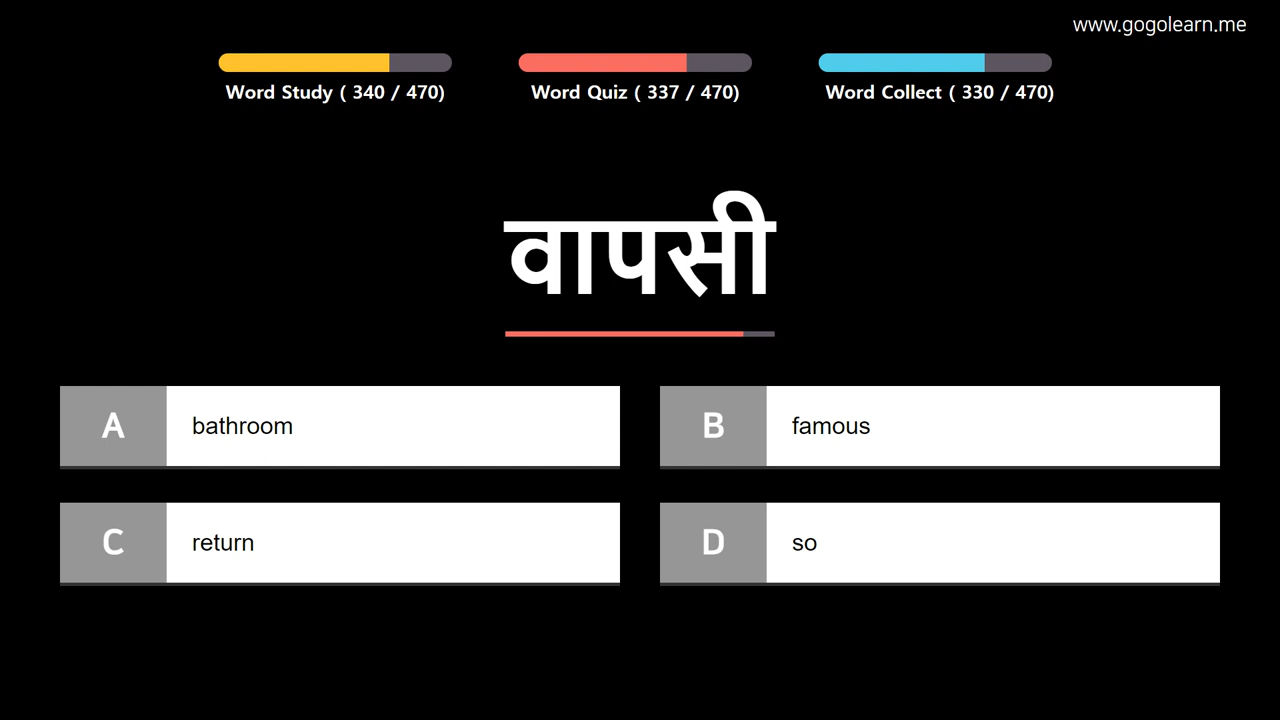 www.gogolearn.me
Word Study ( 340 / 470)
Word Quiz ( 337 / 470)
Word Collect ( 330 / 470)
वापसी
A bathroom
B famous
C return
D so